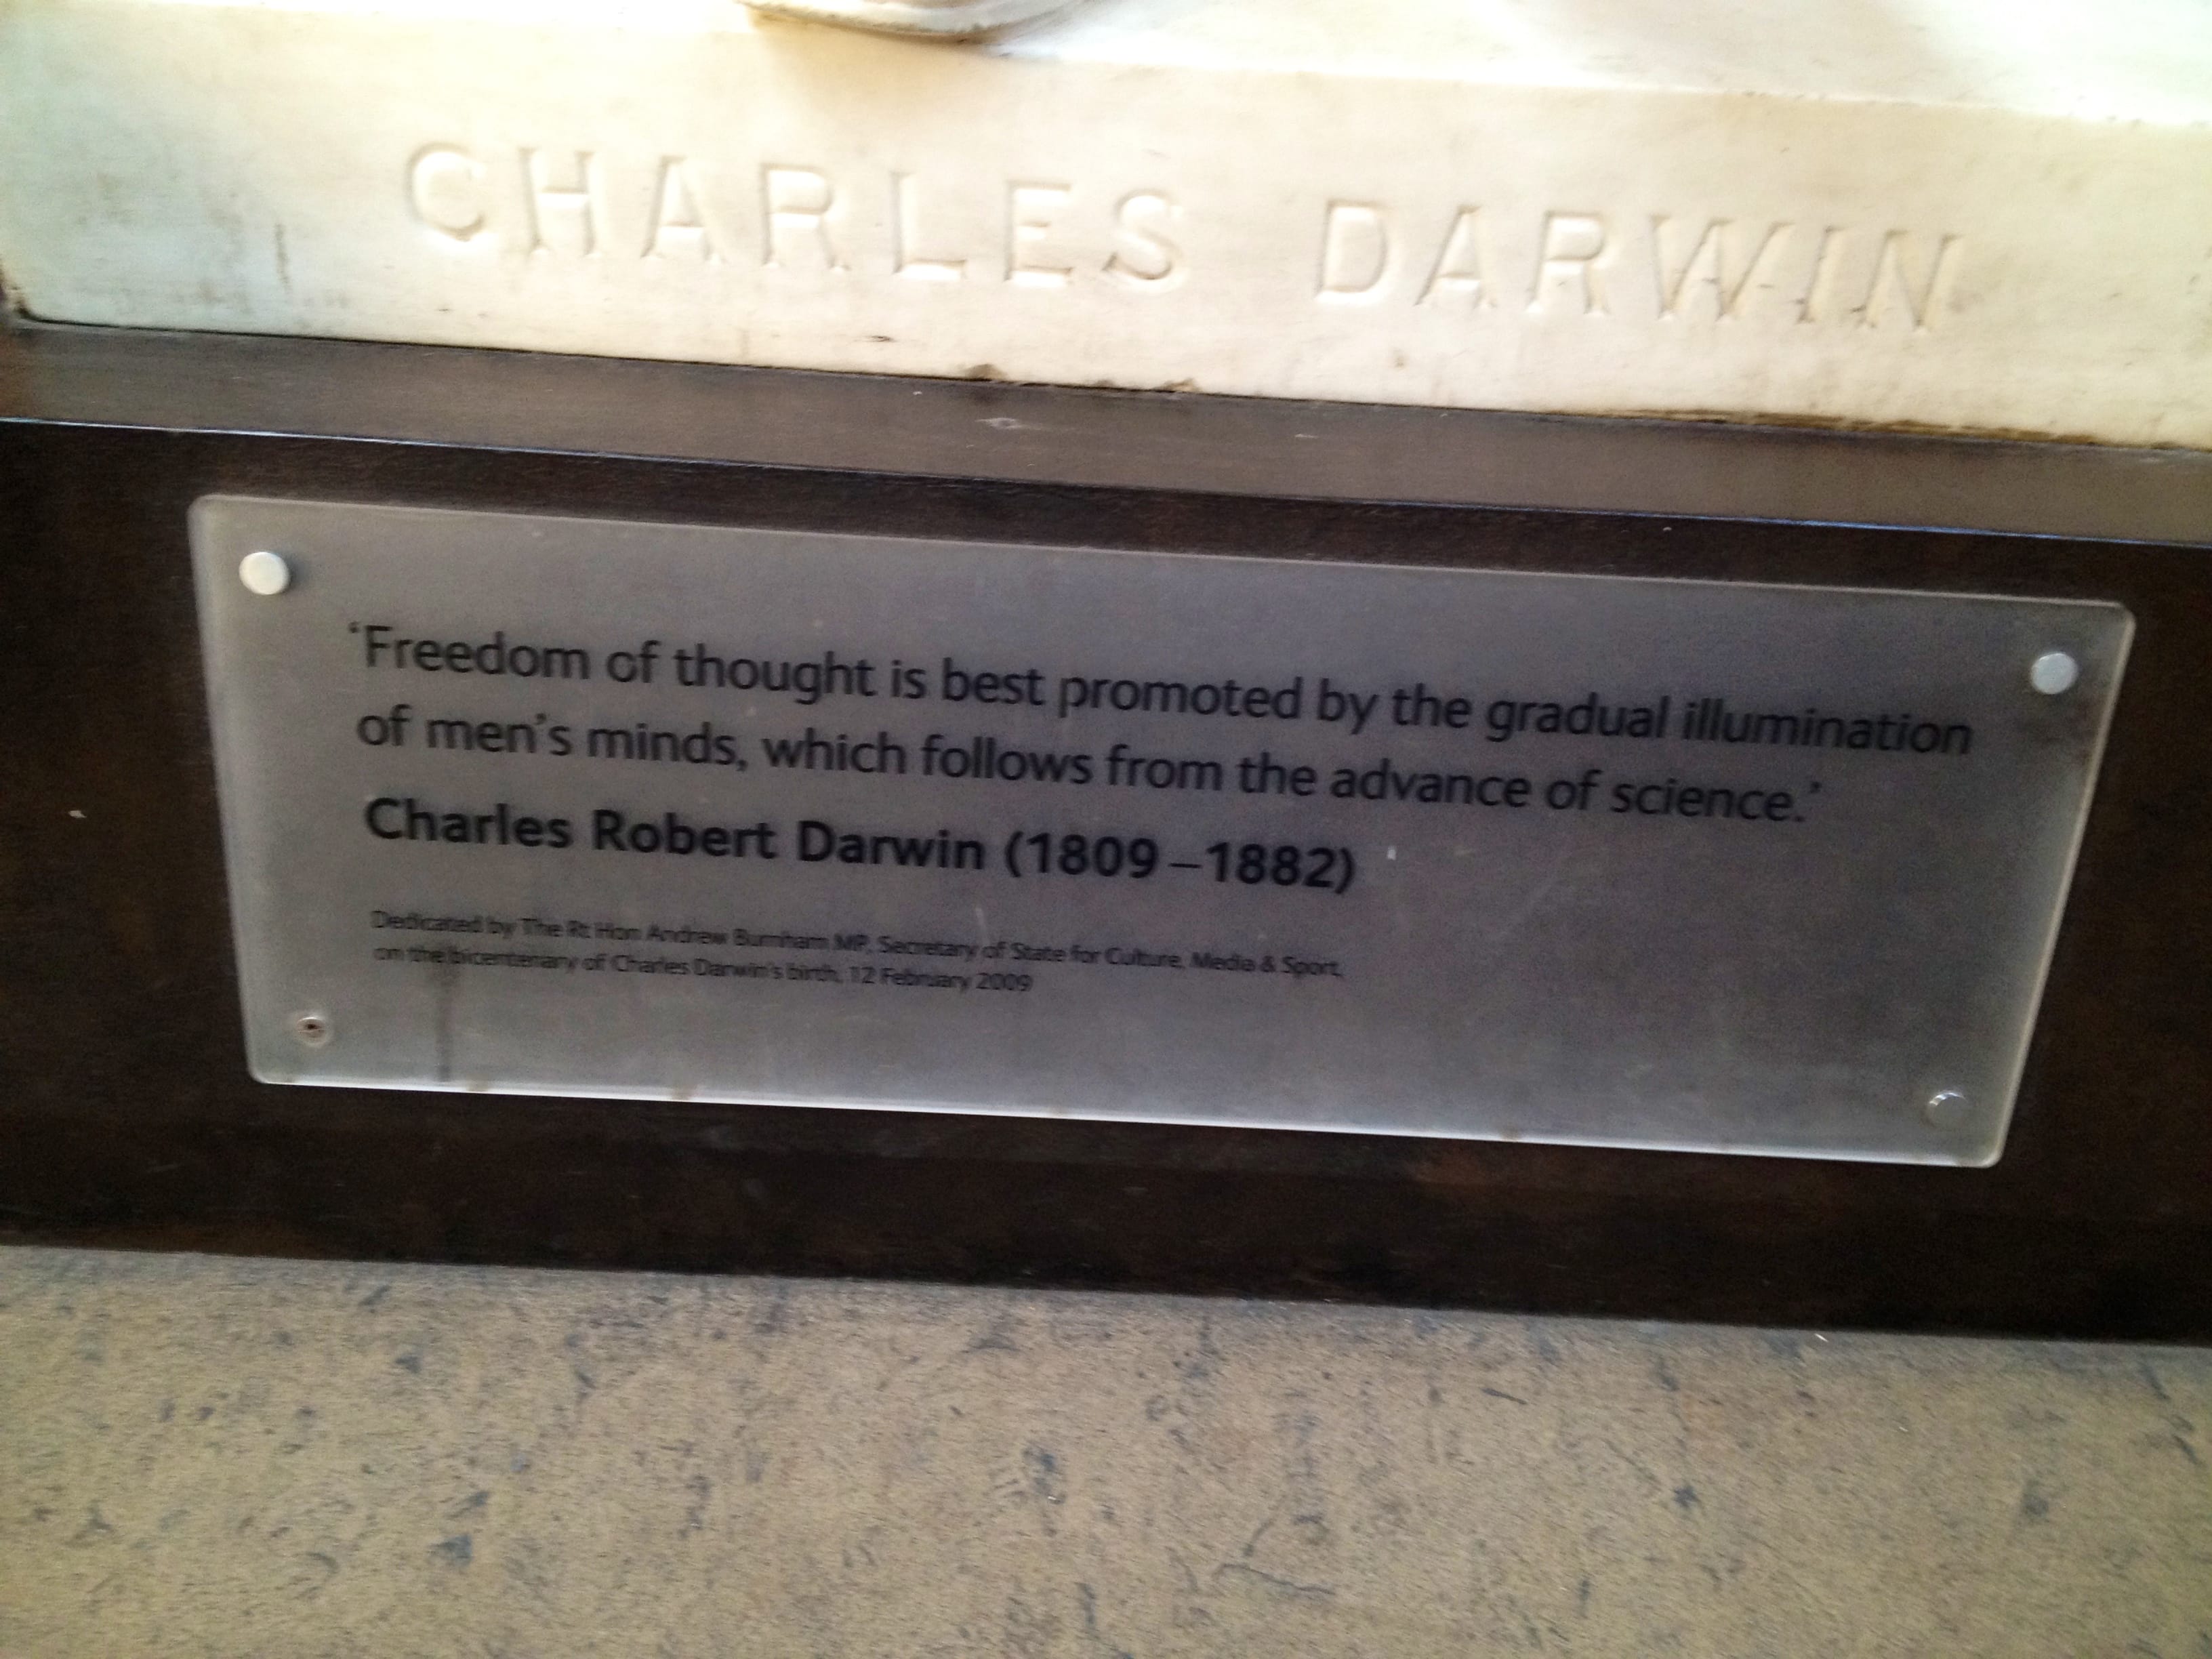 CHARLES DARWIN
‘Freedom of thought is best promoted by the gradual illumination
of men’s minds, which follows from the advance of science.’
Charles Robert Darwin (1809–1882)
Dedicated by The Rt Hon Andrew Burnham MP, Secretary of State for Culture, Media & Sport,
on the bicentenary of Charles Darwin’s birth, 12 February 2009